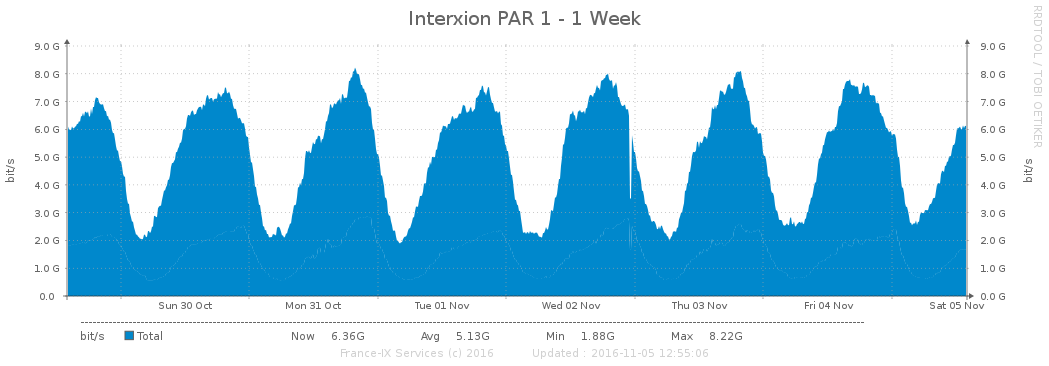 Interxion PAR 1 - 1 Week
RRDTOOL / TOBI OETIKER
bit/s
9.0 G
8.0 G
7.0 G
6.0 G
5.0 G
4.0 G
3.0 G
2.0 G
1.0 G
0.0
9.0 G
8.0 G
7.0 G
6.0 G
5.0 G
4.0 G
3.0 G
2.0 G
1.0 G
0.0 G
bit/s
Sun 30 Oct Mon 31 Oct Tue 01 Nov Wed 02 Nov Thu 03 Nov Fri 04 Nov Sat 05 Nov
bit/s Total Now 6.36G Avg 5.13G Min 1.88G Max 8.22G
France-IX Services (c) 2016 Updated : 2016-11-05 12:55:06